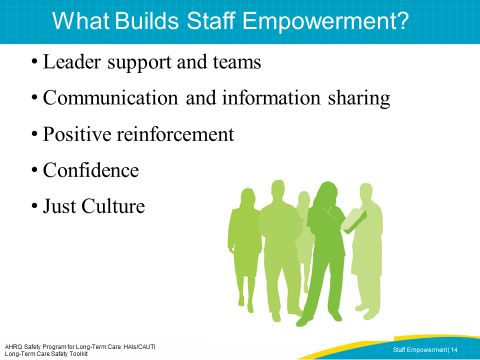 What Builds Staff Empowerment?
• Leader support and teams
• Communication and information sharing
• Positive reinforcement
• Confidence
• Just Culture
AHRQ Safety Program for Long-Term Care: HAIs/CAUTI
Long-Term Care Safety Toolkit
Staff Empowerment| 14